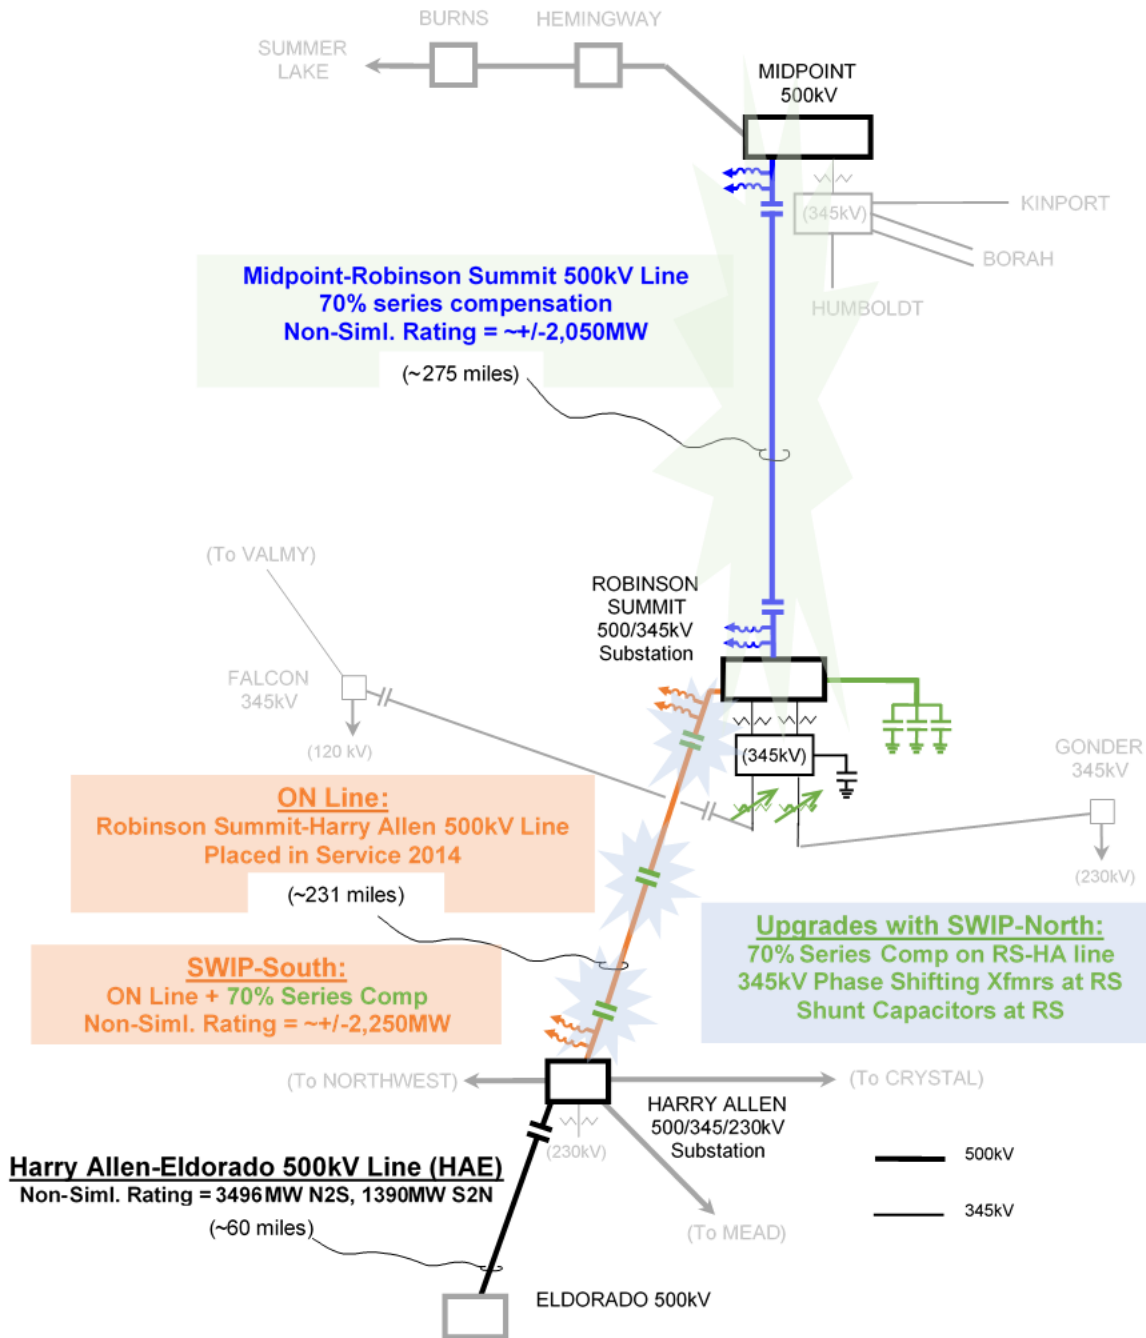 BURNS
HEMINGWAY
SUMMER
LAKE
MIDPOINT
500kV
(345kV)
KINPORT
BORAH
HUMBOLDT
Midpoint-Robinson Summit 500kV Line
70% series compensation
Non-Siml. Rating = ~+/-2,050MW
(~275 miles)
(To VALMY)
ROBINSON
SUMMIT
500/345kV
Substation
FALCON
345kV
(120 kV)
(345kV)
GONDER
345kV
(230kV)
ON Line:
Robinson Summit-Harry Allen 500kV Line
Placed in Service 2014
(~231 miles)
SWIP-South:
ON Line + 70% Series Comp
Non-Siml. Rating = ~+/-2,250MW
Upgrades with SWIP-North:
70% Series Comp on RS-HA line
345kV Phase Shifting Xfmrs at RS
Shunt Capacitors at RS
(To NORTHWEST)
(To CRYSTAL)
HARRY ALLEN
500/345/230kV
Substation
(230kV)
(To MEAD)
Harry Allen-Eldorado 500kV Line (HAE)
Non-Siml. Rating = 3496MW N2S, 1390MW S2N
(~60 miles)
500kV
345kV
ELDORADO 500kV